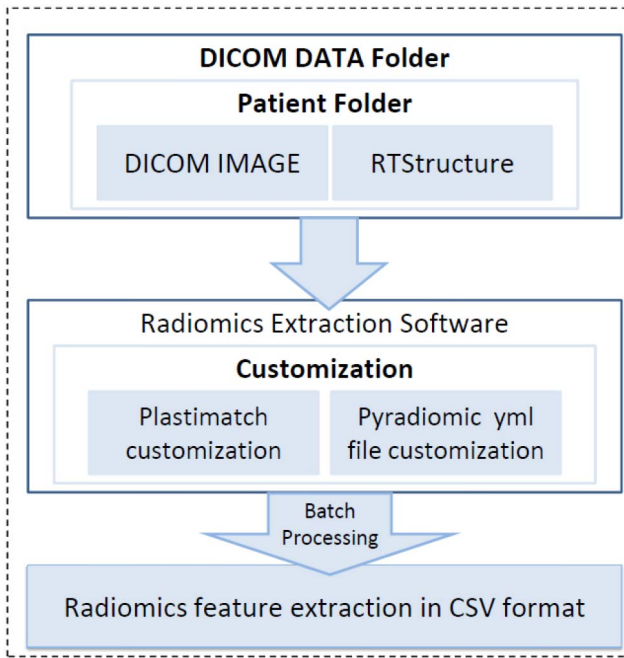 DICOM DATA Folder
Patient Folder
DICOM IMAGE
RTStructure
Radiomics Extraction Software
Customization
Plastimatch
customization
Pyradiomic yml
file customization
Batch
Processing
Radiomics feature extraction in CSV format